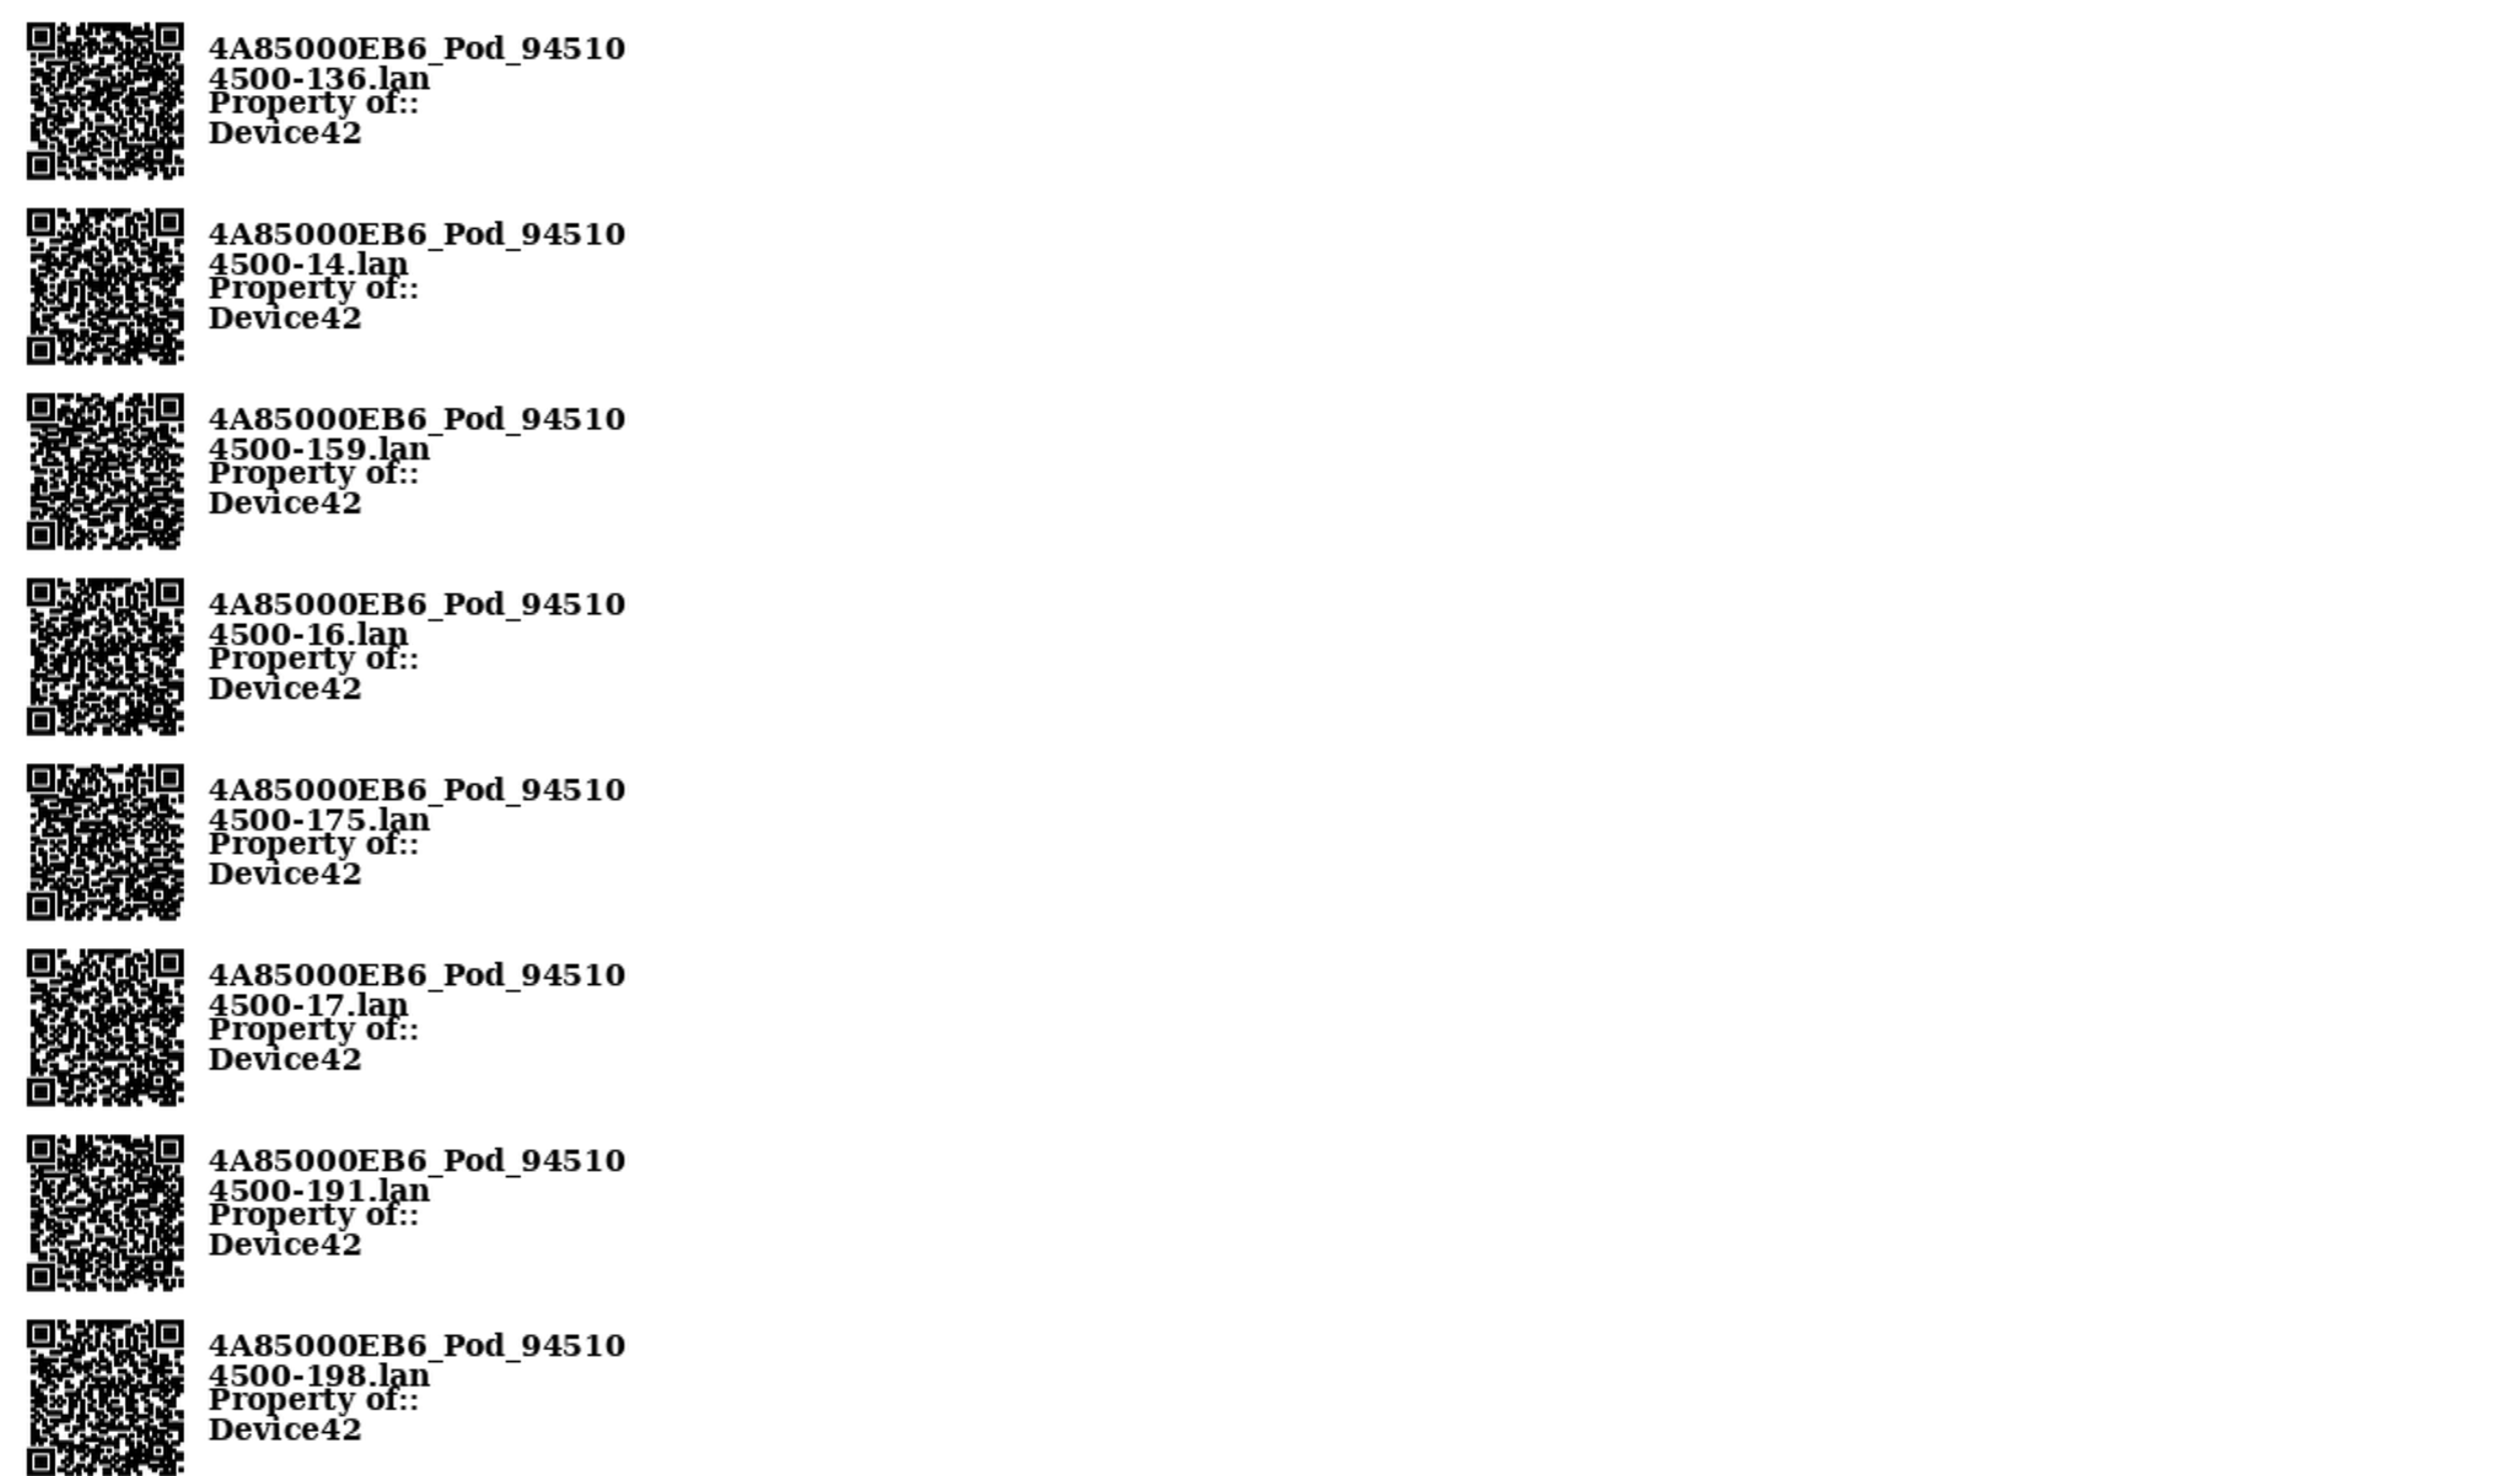 4A85000EB6_Pod_94510
4500-136.lan
Property of::
Device42
4A85000EB6_Pod_94510
4500-14.lan
Property of::
Device42
4A85000EB6_Pod_94510
4500-159.lan
Property of::
Device42
4A85000EB6_Pod_94510
4500-16.lan
Property of::
Device42
4A85000EB6_Pod_94510
4500-175.lan
Property of::
Device42
4A85000EB6_Pod_94510
4500-17.lan
Property of::
Device42
4A85000EB6_Pod_94510
4500-191.lan
Property of::
Device42
4A85000EB6_Pod_94510
4500-198.lan
Property of::
Device42